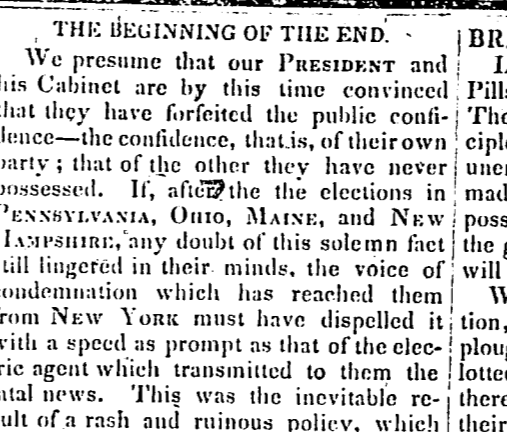 THE BEGINNING OF THE END.
We presume that our PRESIDENT and
his Cabinet are by this time convinced
that they have forfeited the public confi-
dence—the confidence, that is, of their own
party; that of the other they have never
possessed. If, after the the elections in
PENNSYLVANIA, OHIO, MAINE, and NEW
HAMPSHIRE, any doubt of this solemn fact
still lingered in their minds, the voice of
condemnation which has reached them
from NEW YORK must have dispelled it
with a speed as prompt as that of the elec-
ric agent which transmitted to them the
fatal news. This was the inevitable re-
sult of a rash and ruinous policy, which
BR
Pills
The
ciple
uner
mad
poss
the g
will
W
tion,
plou
lotted
there
their